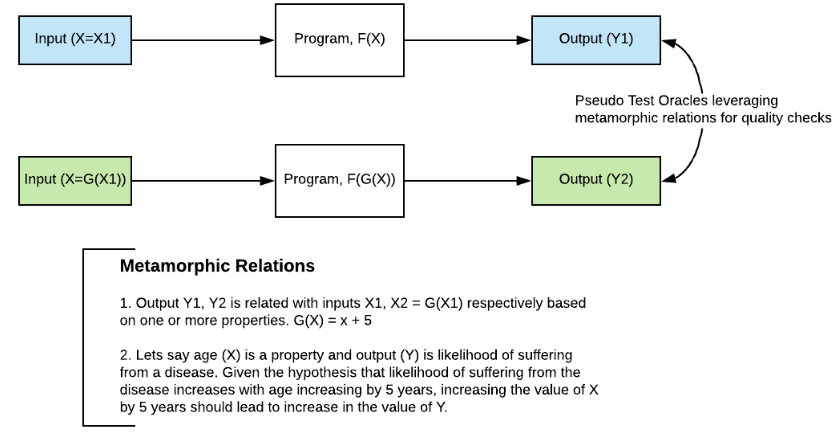 Input (X=X1)
Program, F(X)
Output (Y1)
Pseudo Test Oracles leveraging
metamorphic relations for quality checks
Input (X=G(X1))
Program, F(G(X))
Output (Y2)
Metamorphic Relations
1. Output Y1, Y2 is related with inputs X1, X2 = G(X1) respectively based
on one or more properties. G(X) = x + 5
2. Lets say age (X) is a property and output (Y) is likelihood of suffering
from a disease. Given the hypothesis that likelihood of suffering from the
disease increases with age increasing by 5 years, increasing the value of X
by 5 years should lead to increase in the value of Y.